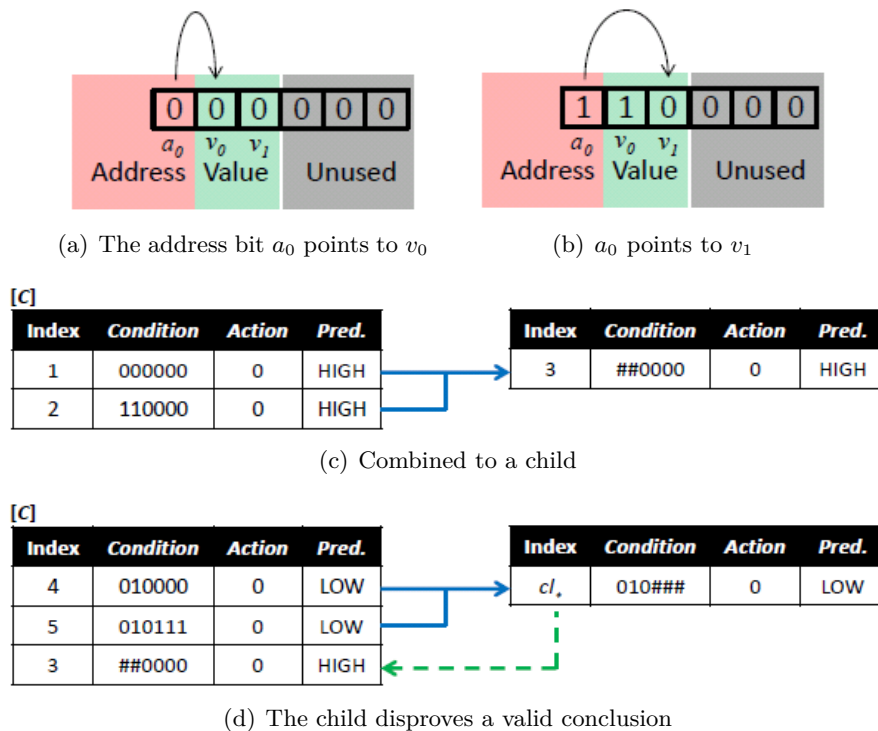 0 0 0 0 0 0
a0 v0 v1
Address Value Unused
1 1 0 0 0 0
a0 v0 v1
Address Value Unused
(a) The address bit a0 points to v0
(b) a0 points to v1
[C]
Index Condition Action Pred.
1 000000 0 HIGH
2 110000 0 HIGH
Index Condition Action Pred.
3 ##0000 0 HIGH
(c) Combined to a child
[C]
Index Condition Action Pred.
4 010000 0 LOW
5 010111 0 LOW
3 ##0000 0 HIGH
Index Condition Action Pred.
cl* 010### 0 LOW
(d) The child disproves a valid conclusion